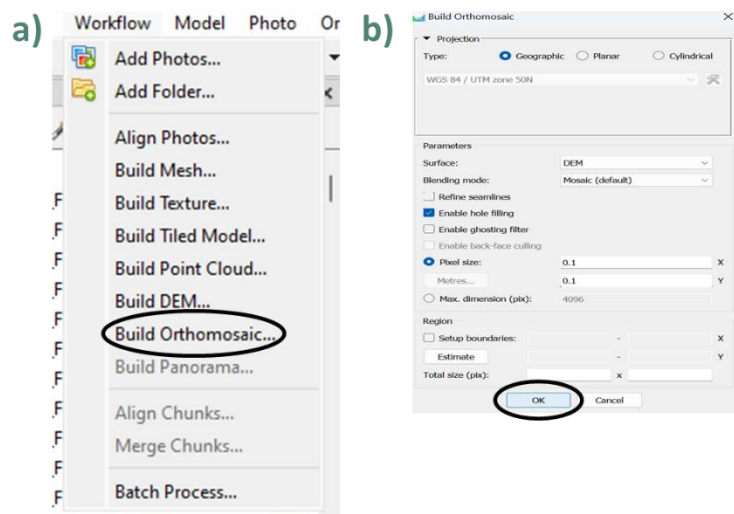 a)
Workflow Model Photo Or
Add Photos...
Add Folder...
Align Photos...
Build Mesh...
Build Texture...
Build Tiled Model...
Build Point Cloud...
Build DEM...
Build Orthomosaic...
Build Panorama...
Align Chunks...
Merge Chunks...
Batch Process...
F
F
F
F
F
F
F
F
F
F
F
b)
Build Orthomosaic
Projection
Type: Geographic Planar Cylindrical
WGS 84 / UTM zone 50N
Parameters
Surface: DEM
Blending mode: Mosaic (default)
Refine seamlines
Enable hole filling
Enable ghosting filter
Enable back-face culling
Pixel size: 0.1 X
Metres... 0.1 Y
Max. dimension (pix): 4096
Region
Setup boundaries: - X
Estimate - Y
Total size (pix): x
OK Cancel